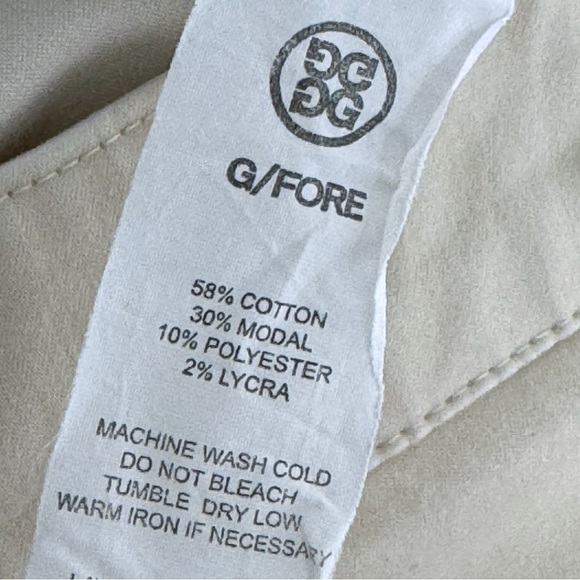 G/FORE
58% COTTON
30% MODAL
10% POLYESTER
2% LYCRA
MACHINE WASH COLD
DO NOT BLEACH
TUMBLE DRY LOW
WARM IRON IF NECESSARY